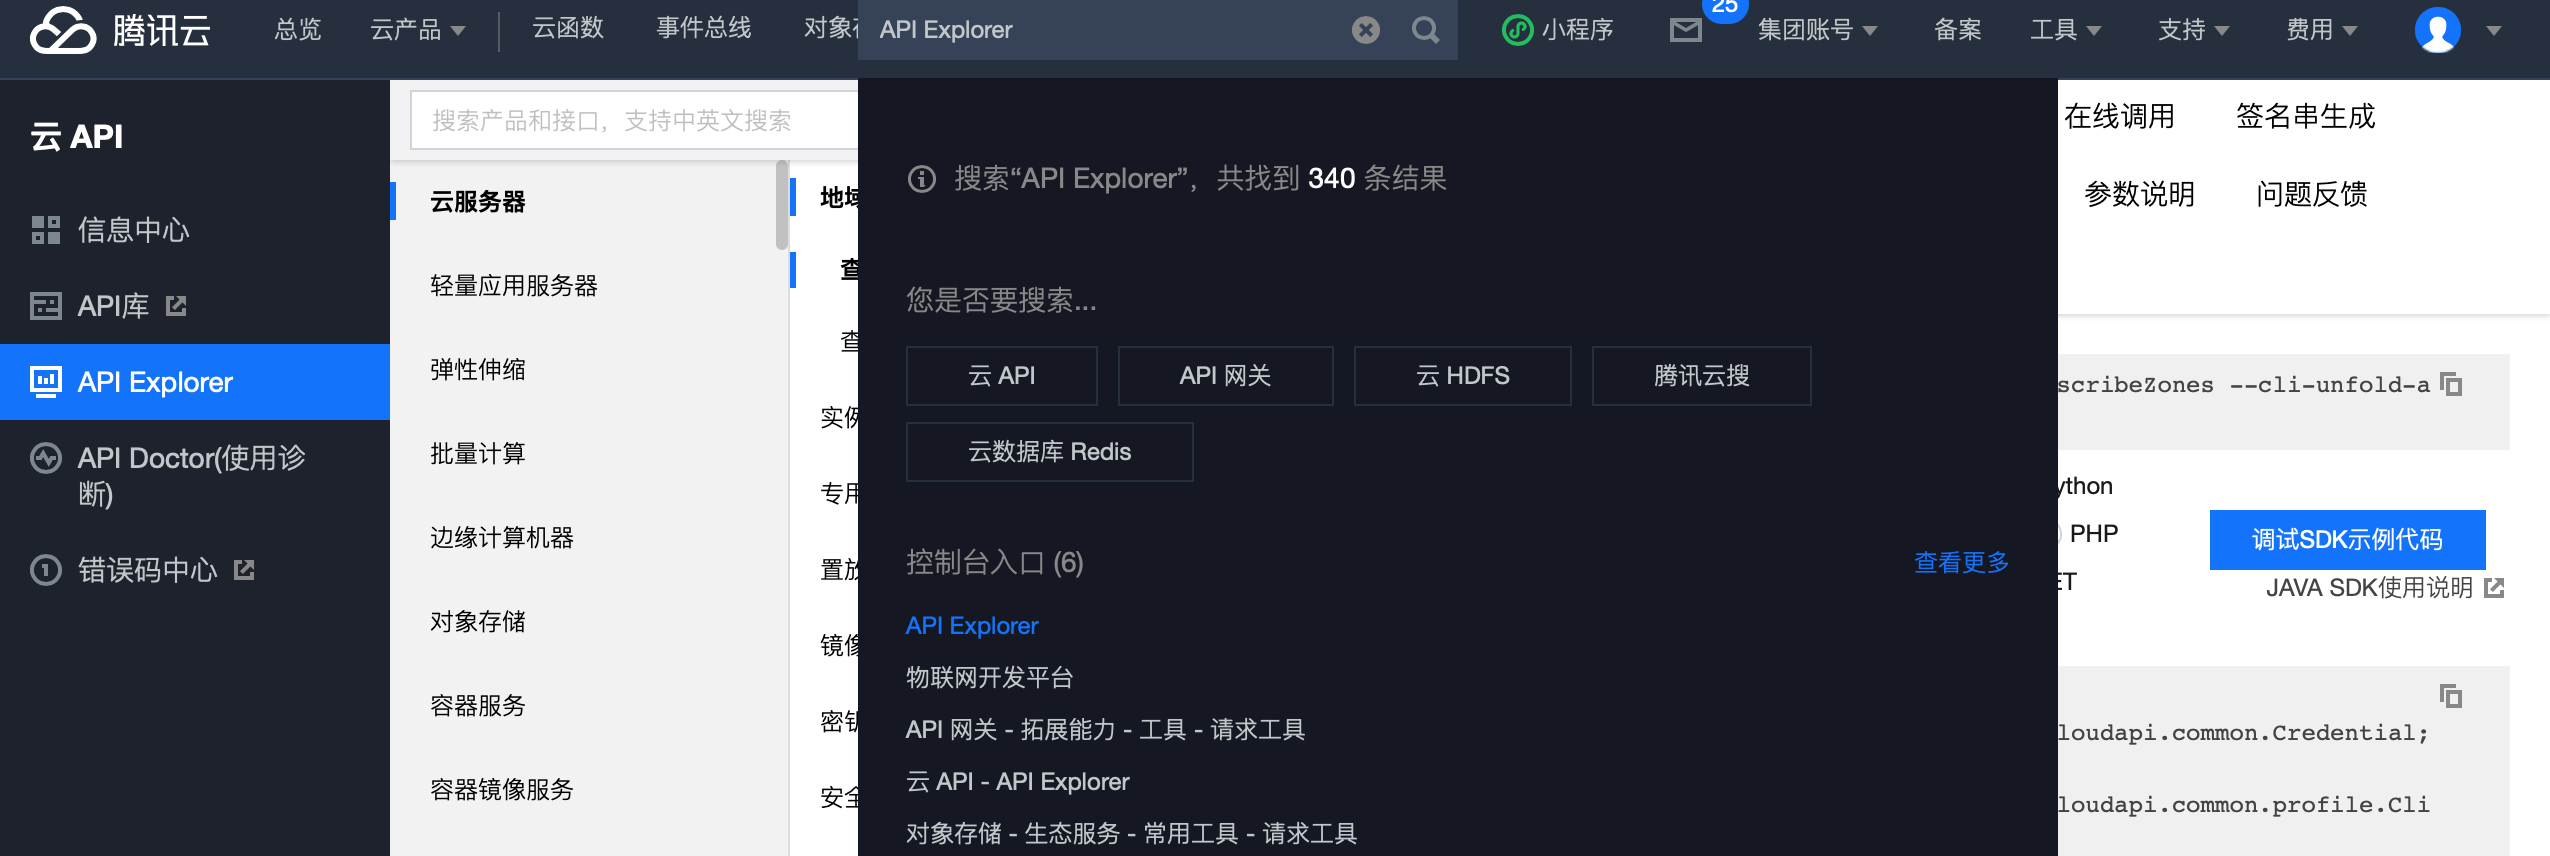 腾讯云
总览
云产品
云函数
事件总线
对象
API Explorer
小程序
25
集团账号
备案
工具
支持
费用
云 API
信息中心
API库
API Explorer
API Doctor(使用诊
断)
错误码中心
搜索产品和接口，支持中英文搜索
云服务器
轻量应用服务器
弹性伸缩
批量计算
边缘计算机器
对象存储
容器服务
容器镜像服务
地域
查
查
实例
专用
置放
镜像
密钥
安全
搜索“API Explorer”，共找到 340 条结果
您是否要搜索...
云 API
API 网关
云 HDFS
腾讯云搜
云数据库 Redis
控制台入口 (6)
查看更多
API Explorer
物联网开发平台
API 网关 - 拓展能力 - 工具 - 请求工具
云 API - API Explorer
对象存储 - 生态服务 - 常用工具 - 请求工具
在线调用
签名串生成
参数说明
问题反馈
scribeZones --cli-unfold-a
ython
PHP
ET
调试SDK示例代码
JAVA SDK使用说明
loudapi.common.Credential;
loudapi.common.profile.Cli